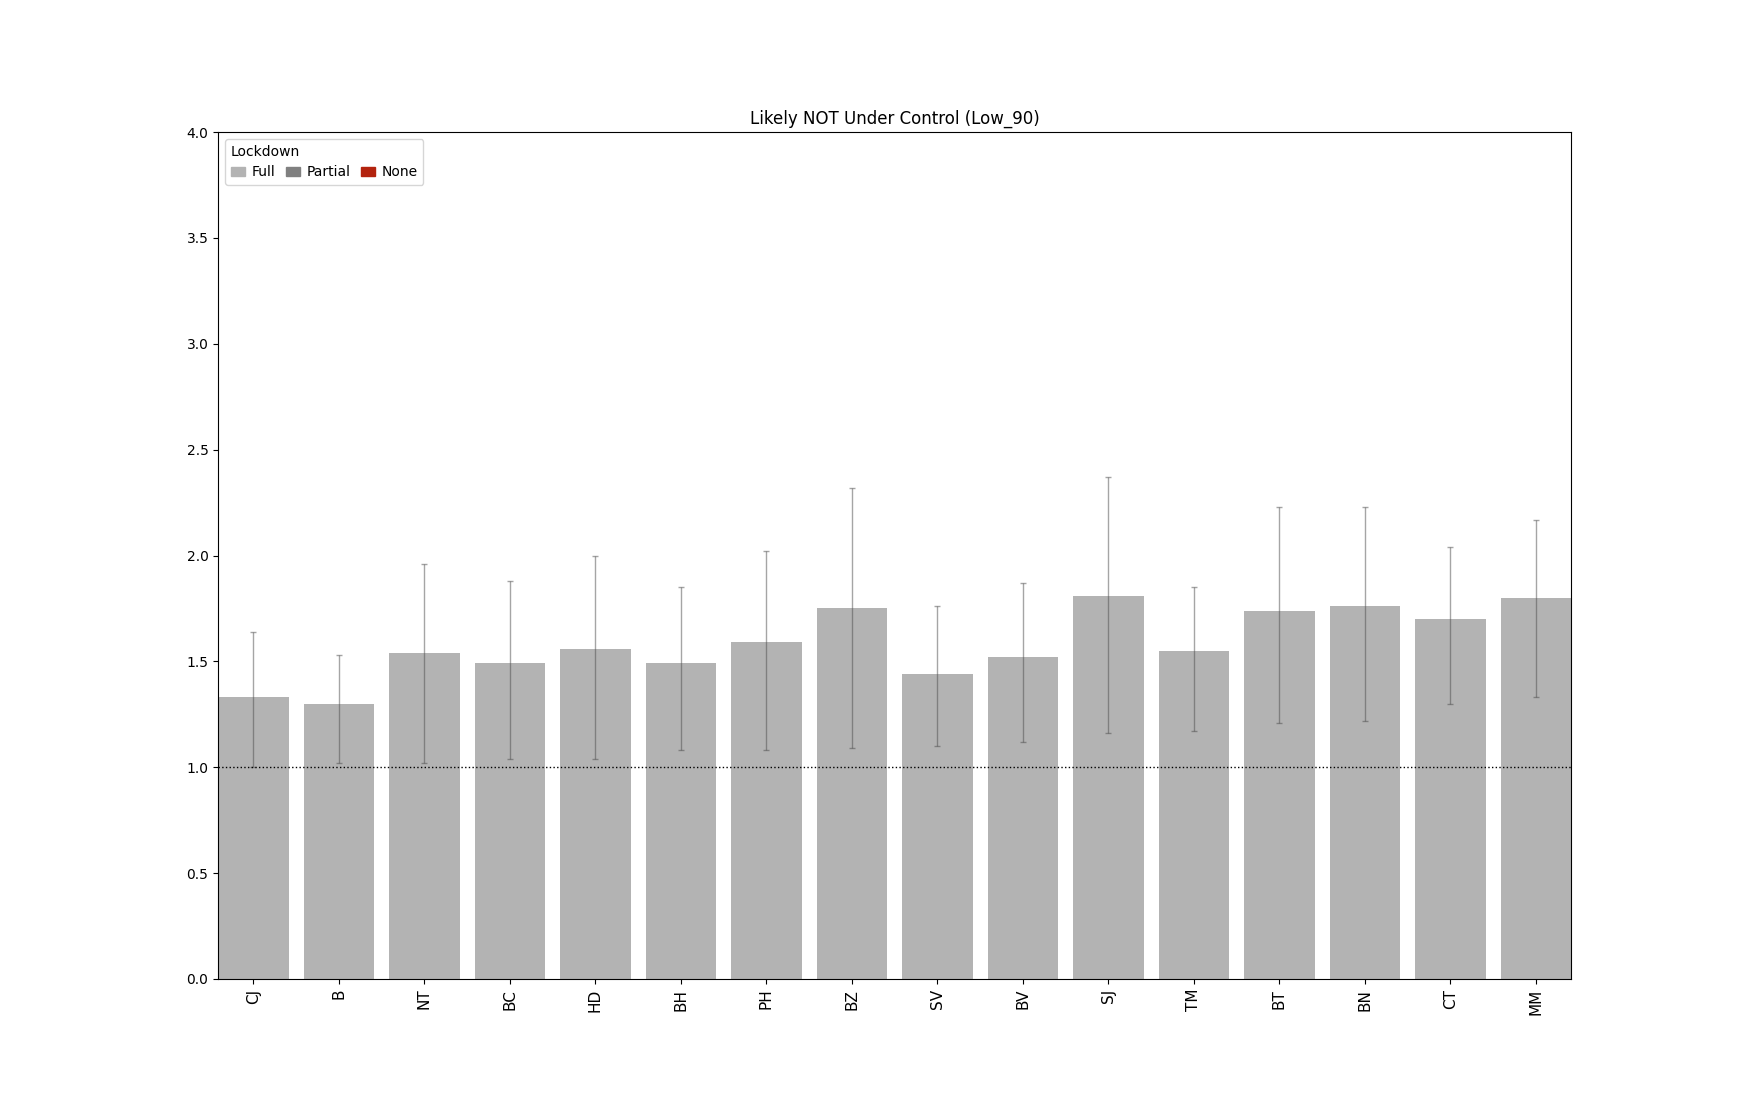 Likely NOT Under Control (Low_90)
4.0
Lockdown
Full Partial None
3.5
3.0
2.5
2.0
1.5
1.0
0.5
0.0
CJ B NT BC HD BH PH BZ SV BV SJ TM BT BN CT MM